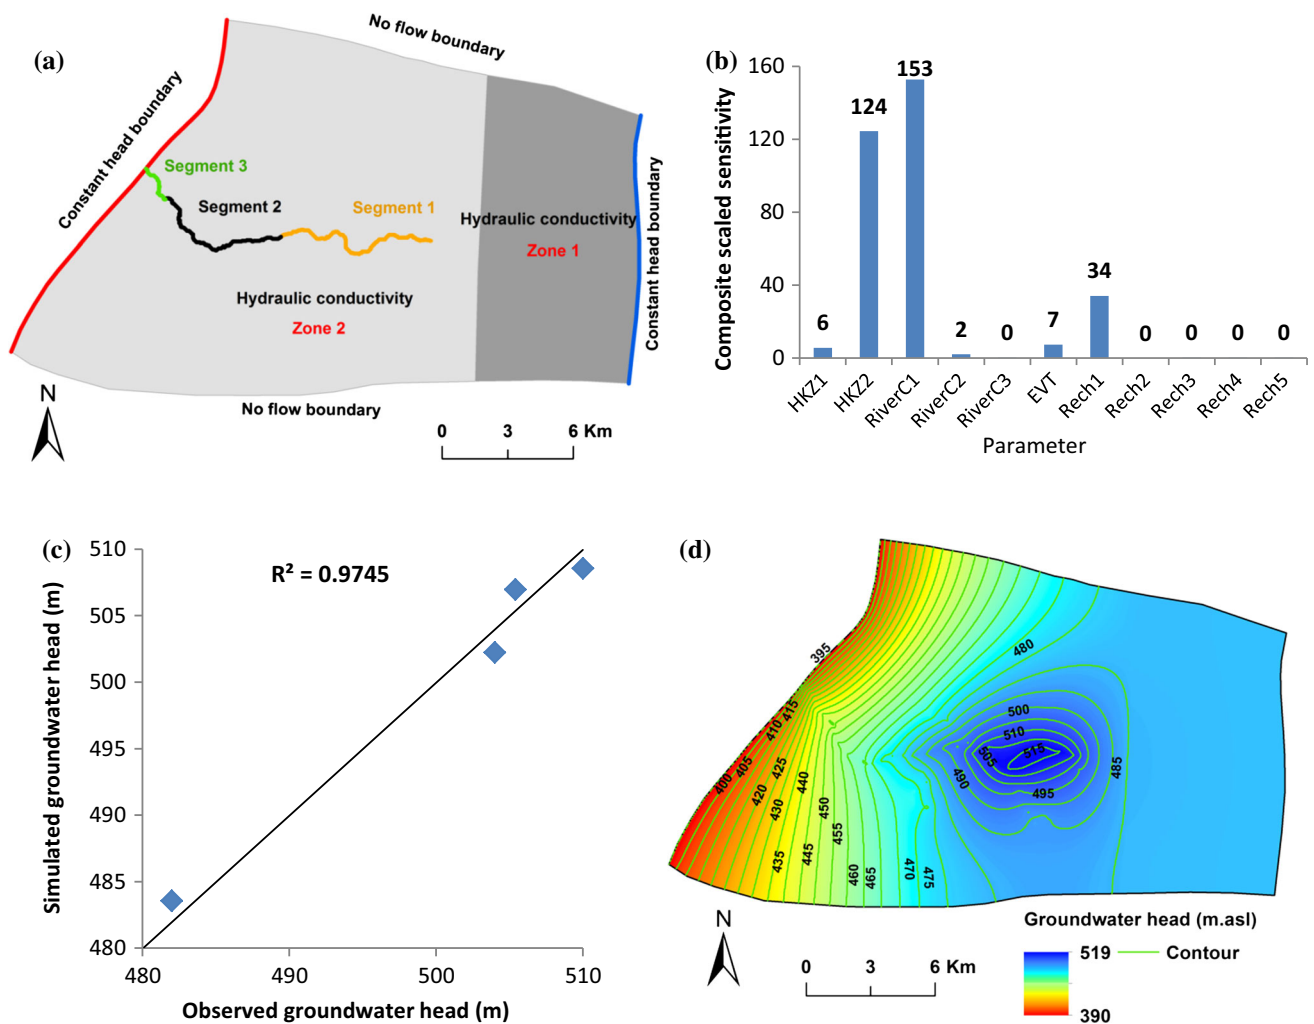 (a)
No flow boundary
Constant head boundary
Segment 3
Segment 2
Segment 1
Hydraulic conductivity
Zone 1
Hydraulic conductivity
Zone 2
Constant head boundary
No flow boundary
N
0 3 6 Km
(b)
Composite scaled sensitivity
160
120
80
40
0
6
124
153
2
0
7
34
0
0
0
0
HKZ1
HKZ2
RiverC1
RiverC2
RiverC3
EVT
Rech1
Rech2
Rech3
Rech4
Rech5
Parameter
(c)
R² = 0.9745
Simulated groundwater head (m)
510
505
500
495
490
485
480
480 490 500 510
Observed groundwater head (m)
(d)
395
480
415
410
405
400
425
420
430
440
450
455
435
445
460
465
470
475
500
510
505
515
490
495
485
N
0 3 6 Km
Groundwater head (m.asl)
519
Contour
390